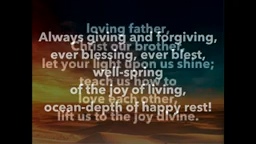 loving father,
Always giving and forgiving,
Christ our brother,
ever blessing, ever blest,
let your light upon us shine;
well-spring
teach us how to
of the joy of living,
love each other,
ocean-depth of happy rest!
lift us to the joy divine.